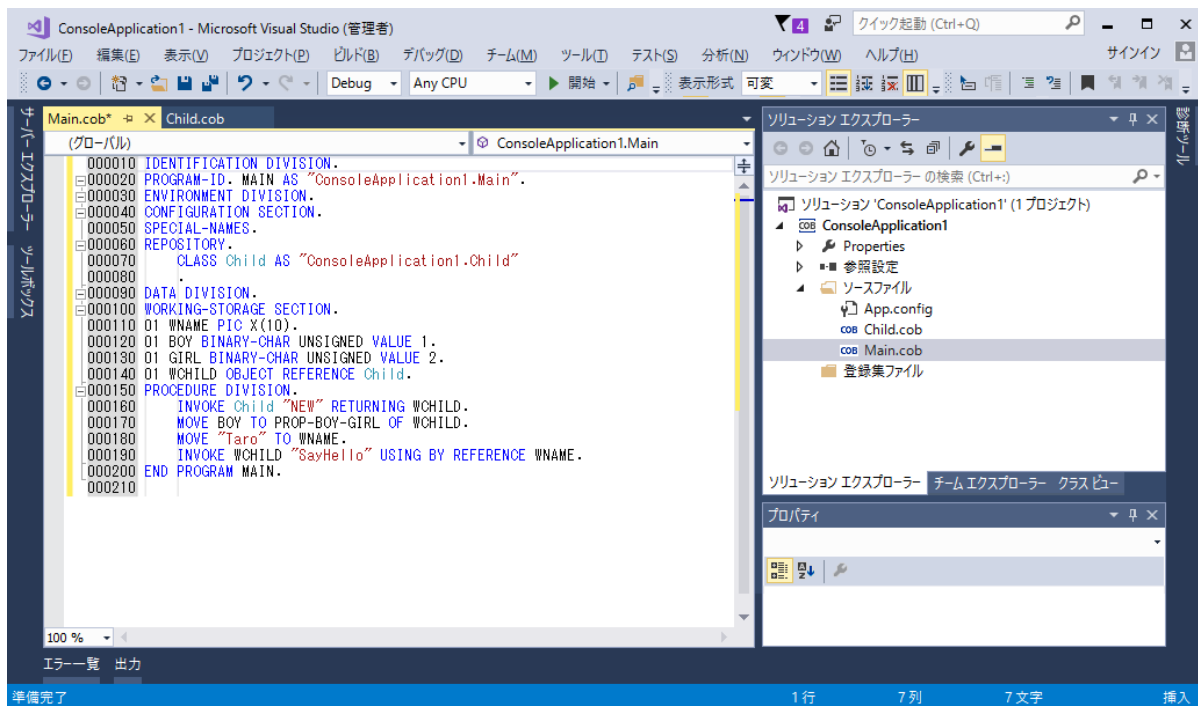 ConsoleApplication1 - Microsoft Visual Studio (管理者)
4
クイック起動 (Ctrl+Q)
ファイル(F) 編集(E) 表示(V) プロジェクト(P) ビルド(B) デバッグ(D) チーム(M) ツール(T) テスト(S) 分析(N) ウィンドウ(W) ヘルプ(H) サインイン
Debug Any CPU 開始 表示形式 可変
サーバー エクスプローラー
ツールボックス
Main.cob* Child.cob
(グローバル) ConsoleApplication1.Main
000010 IDENTIFICATION DIVISION.
000020 PROGRAM-ID. MAIN AS "ConsoleApplication1.Main".
000030 ENVIRONMENT DIVISION.
000040 CONFIGURATION SECTION.
000050 SPECIAL-NAMES.
000060 REPOSITORY.
000070     CLASS Child AS "ConsoleApplication1.Child"
000080     .
000090 DATA DIVISION.
000100 WORKING-STORAGE SECTION.
000110 01 WNAME PIC X(10).
000120 01 BOY BINARY-CHAR UNSIGNED VALUE 1.
000130 01 GIRL BINARY-CHAR UNSIGNED VALUE 2.
000140 01 WCHILD OBJECT REFERENCE Child.
000150 PROCEDURE DIVISION.
000160     INVOKE Child "NEW" RETURNING WCHILD.
000170     MOVE BOY TO PROP-BOY-GIRL OF WCHILD.
000180     MOVE "Taro" TO WNAME.
000190     INVOKE WCHILD "SayHello" USING BY REFERENCE WNAME.
000200 END PROGRAM MAIN.
000210
100 %
ソリューション エクスプローラー
ソリューション エクスプローラー の検索 (Ctrl+:)
ソリューション 'ConsoleApplication1' (1 プロジェクト)
COB ConsoleApplication1
Properties
参照設定
ソースファイル
App.config
COB Child.cob
COB Main.cob
登録集ファイル
ソリューション エクスプローラー チーム エクスプローラー クラス ビュー
プロパティ
診断ツール
エラー一覧 出力
準備完了 1 行 7 列 7 文字 挿入